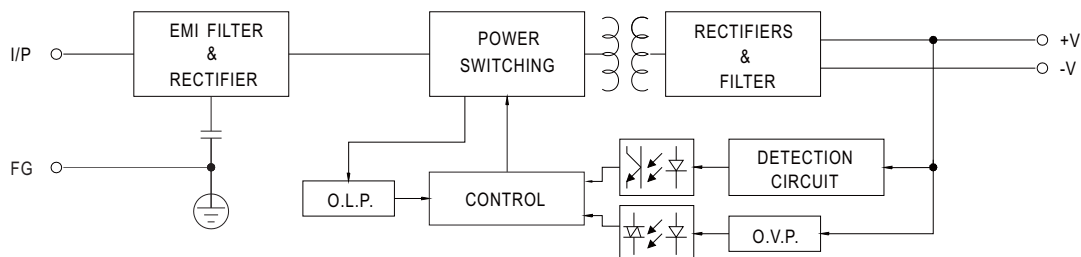 EMI FILTER
&
RECTIFIER
POWER
SWITCHING
RECTIFIERS
&
FILTER
I/P
+V
-V
FG
DETECTION
CIRCUIT
O.L.P.
CONTROL
O.V.P.